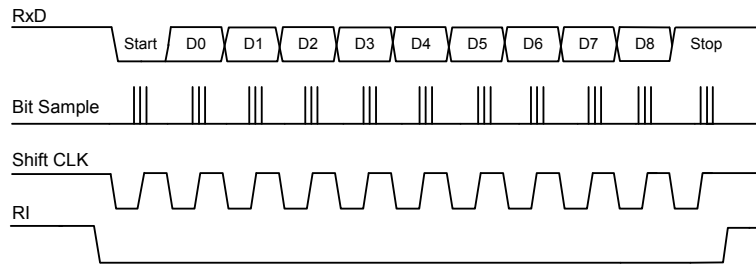 RxD
Start D0 D1 D2 D3 D4 D5 D6 D7 D8 Stop
Bit Sample
Shift CLK
RI